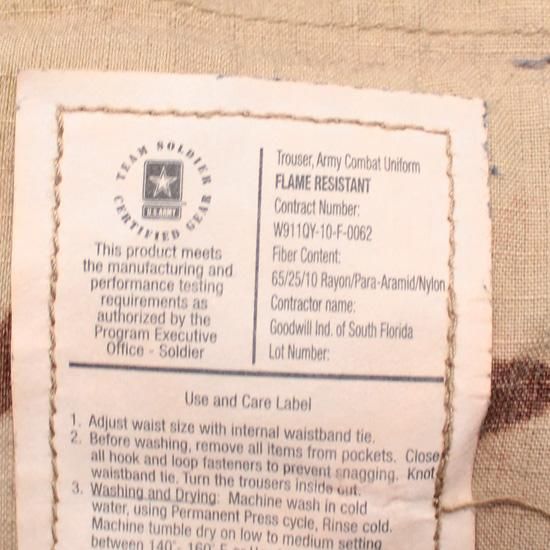 TEAM SOLDIER
CERTIFIED GEAR
U.S. ARMY
This product meets
the manufacturing and
performance testing
requirements as
authorized by the
Program Executive
Office - Soldier
Trouser, Army Combat Uniform
FLAME RESISTANT
Contract Number:
W911QY-10-F-0062
Fiber Content:
65/25/10 Rayon/Para-Aramid/Nylon
Contractor name:
Goodwill Ind. of South Florida
Lot Number:
Use and Care Label
1. Adjust waist size with internal waistband tie.
2. Before washing, remove all items from pockets. Close
all hook and loop fasteners to prevent snagging. Knot
waistband tie. Turn the trousers inside out.
3. Washing and Drying: Machine wash in cold
water, using Permanent Press cycle, Rinse cold.
Machine tumble dry on low to medium setting
between 140°- 160° F